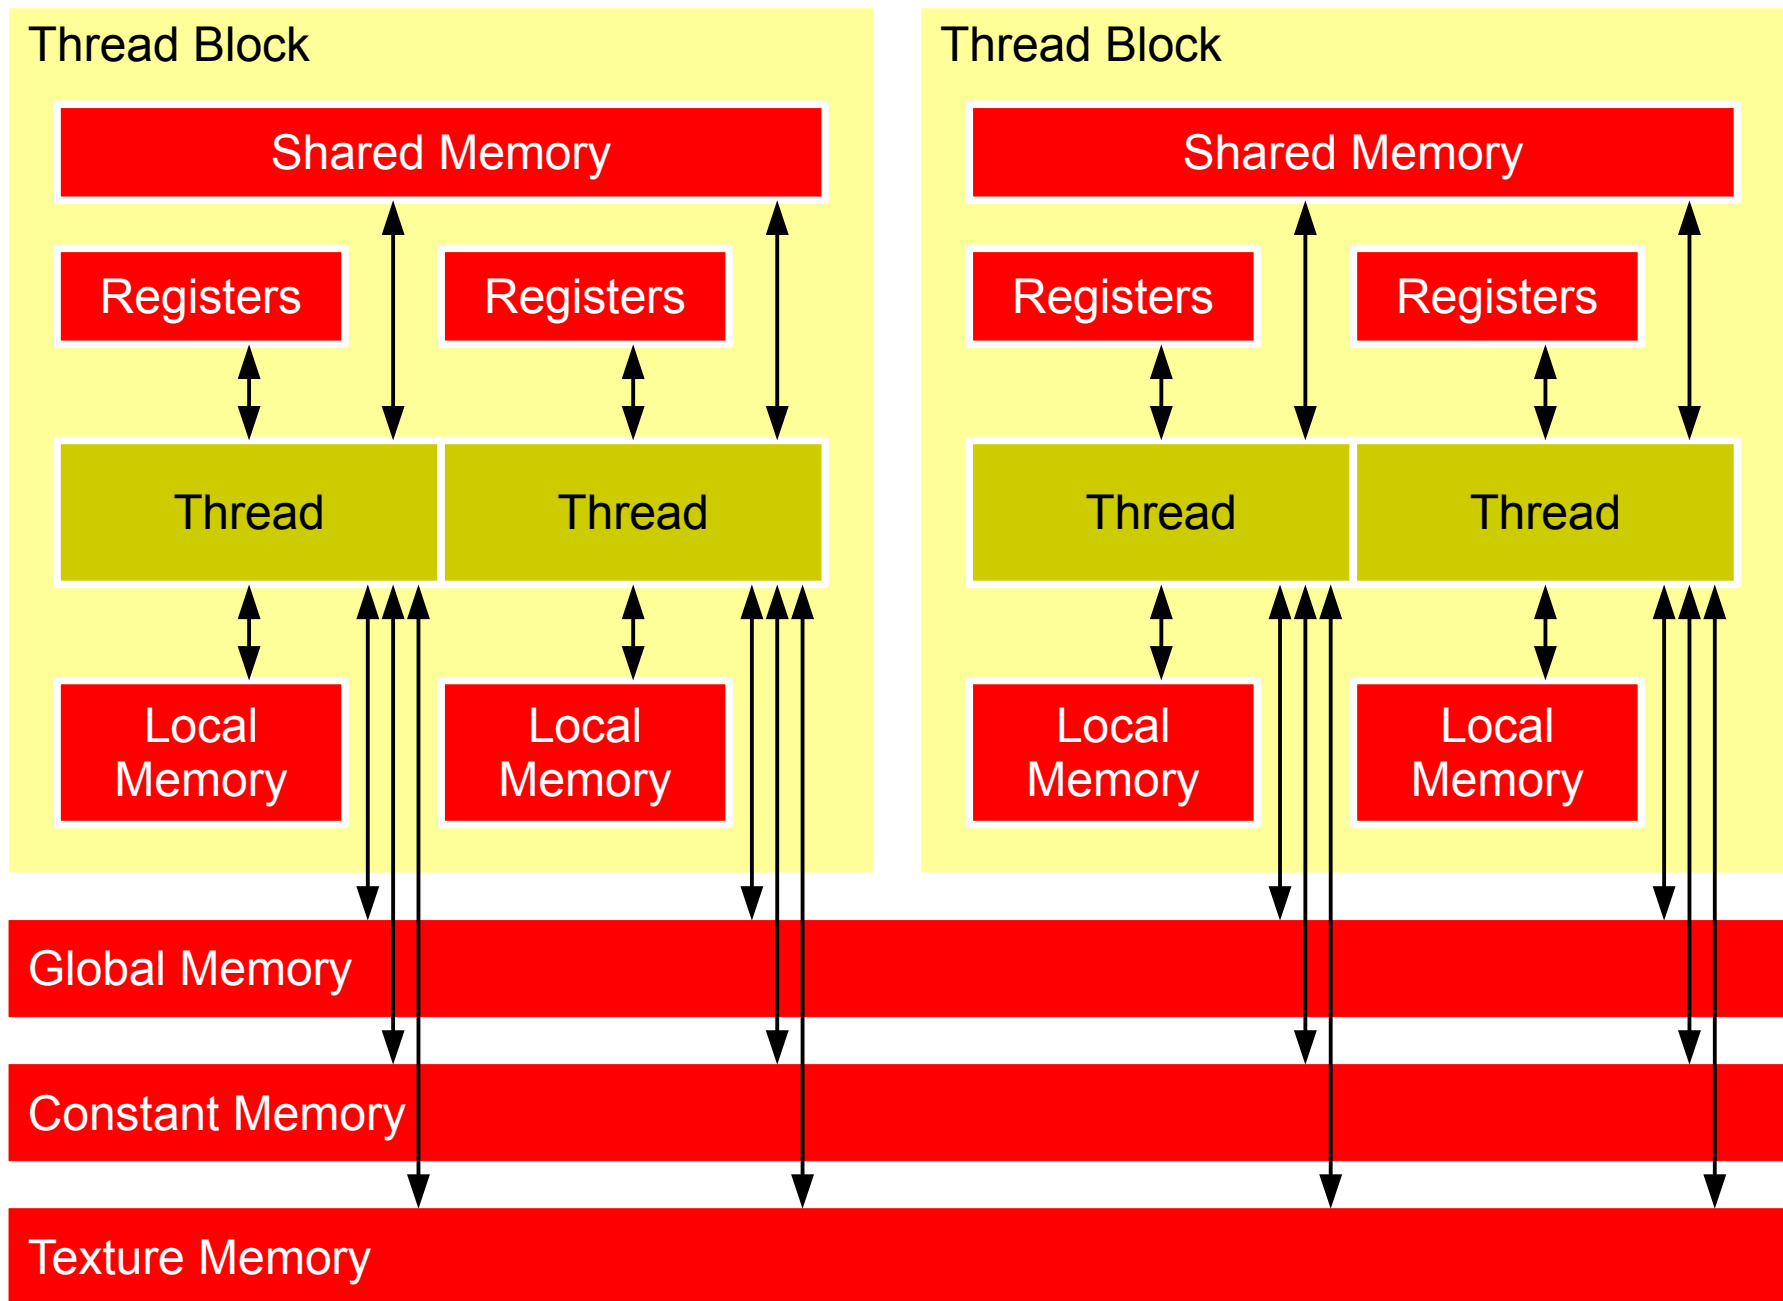 Thread Block
Shared Memory
Registers
Registers
Thread
Thread
Local
Memory
Local
Memory
Thread Block
Shared Memory
Registers
Registers
Thread
Thread
Local
Memory
Local
Memory
Global Memory
Constant Memory
Texture Memory